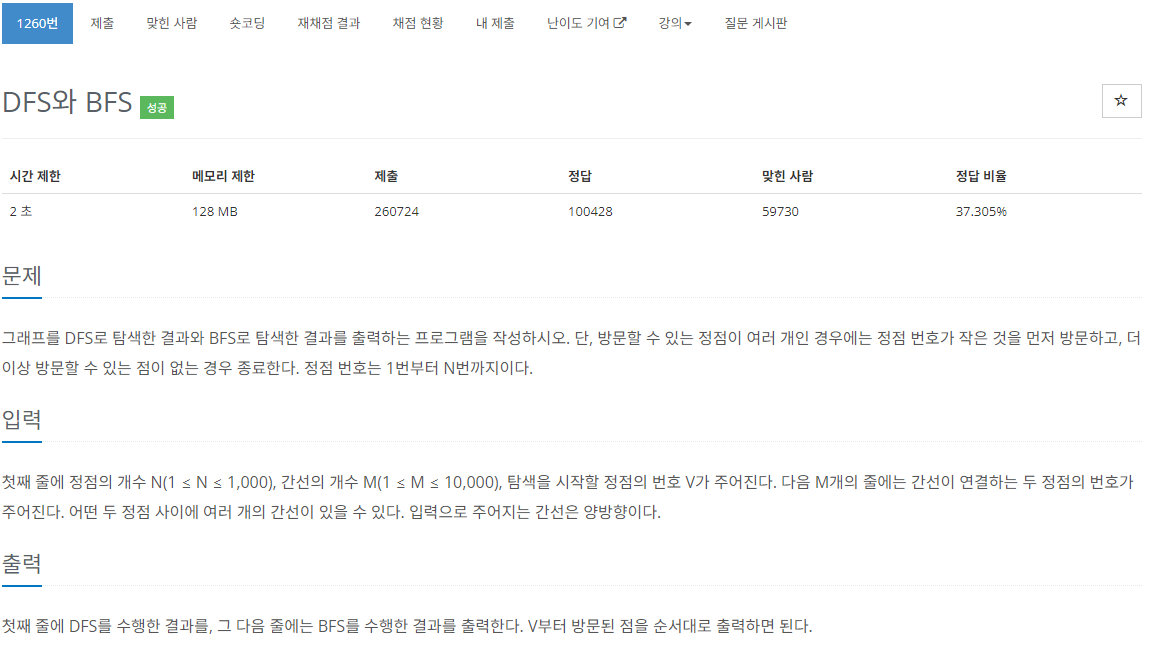 1260번 제출 맞힌 사람 숏코딩 재채점 결과 채점 현황 내 제출 난이도 기여 강의 질문 게시판
DFS와 BFS 성공
시간 제한 메모리 제한 제출 정답 맞힌 사람 정답 비율
2 초 128 MB 260724 100428 59730 37.305%
문제
그래프를 DFS로 탐색한 결과와 BFS로 탐색한 결과를 출력하는 프로그램을 작성하시오. 단, 방문할 수 있는 정점이 여러 개인 경우에는 정점 번호가 작은 것을 먼저 방문하고, 더
이상 방문할 수 있는 점이 없는 경우 종료한다. 정점 번호는 1번부터 N번까지이다.
입력
첫째 줄에 정점의 개수 N(1 ≤ N ≤ 1,000), 간선의 개수 M(1 ≤ M ≤ 10,000), 탐색을 시작할 정점의 번호 V가 주어진다. 다음 M개의 줄에는 간선이 연결하는 두 정점의 번호가
주어진다. 어떤 두 정점 사이에 여러 개의 간선이 있을 수 있다. 입력으로 주어지는 간선은 양방향이다.
출력
첫째 줄에 DFS를 수행한 결과를, 그 다음 줄에는 BFS를 수행한 결과를 출력한다. V부터 방문된 점을 순서대로 출력하면 된다.